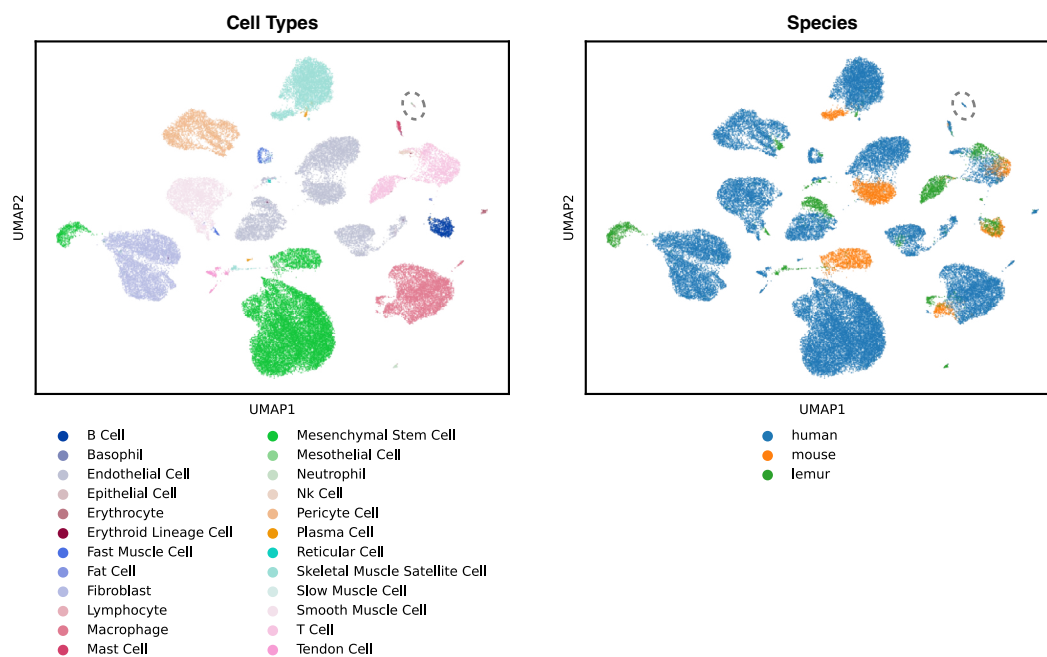 Cell Types
Species
UMAP2
UMAP2
UMAP1
UMAP1
B Cell
Basophil
Endothelial Cell
Epithelial Cell
Erythrocyte
Erythroid Lineage Cell
Fast Muscle Cell
Fat Cell
Fibroblast
Lymphocyte
Macrophage
Mast Cell
Mesenchymal Stem Cell
Mesothelial Cell
Neutrophil
Nk Cell
Pericyte Cell
Plasma Cell
Reticular Cell
Skeletal Muscle Satellite Cell
Slow Muscle Cell
Smooth Muscle Cell
T Cell
Tendon Cell
human
mouse
lemur